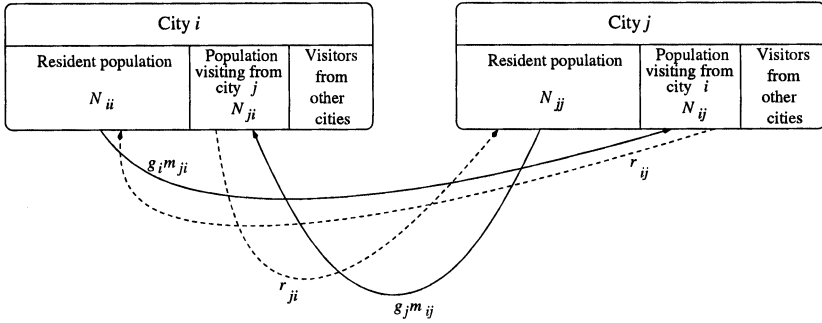 City i
Resident population
N ii
Population
visiting from
city j
N ji
Visitors
from
other
cities
City j
Resident population
N jj
Population
visiting from
city i
N ij
Visitors
from
other
cities
g i m ji
r ij
r ji
g j m ij